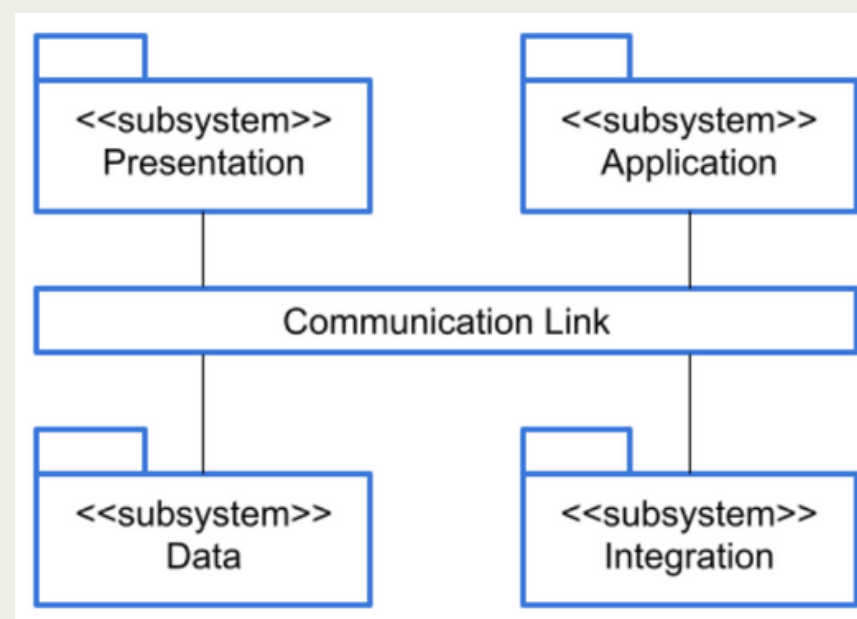 <<subsystem>>
Presentation
<<subsystem>>
Application
Communication Link
<<subsystem>>
Data
<<subsystem>>
Integration